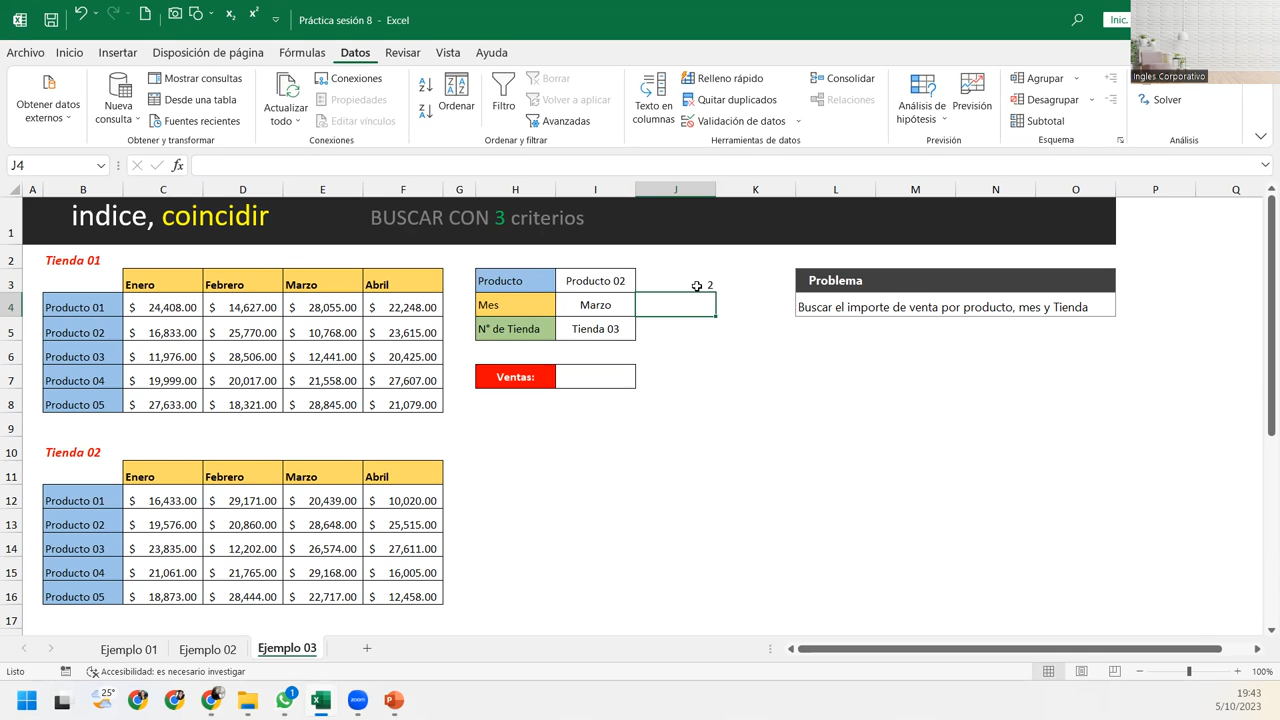 Práctica sesión 8 - Excel
Inic.
Archivo Inicio Insertar Disposición de página Fórmulas Datos Revisar Vista Ayuda
Ingles Corporativo
Obtener datos externos
Nueva consulta
Mostrar consultas
Desde una tabla
Fuentes recientes
Obtener y transformar
Actualizar todo
Conexiones
Propiedades
Editar vínculos
Conexiones
Ordenar
Filtro
Borrar
Volver a aplicar
Avanzadas
Ordenar y filtrar
Texto en columnas
Relleno rápido
Quitar duplicados
Validación de datos
Consolidar
Relaciones
Herramientas de datos
Análisis de hipótesis
Previsión
Previsión
Agrupar
Desagrupar
Subtotal
Esquema
Solver
Análisis
J4
fx
A B C D E F G H I J K L M N O P Q
1 indice, coincidir BUSCAR CON 3 criterios
2 Tienda 01
3 Enero Febrero Marzo Abril Producto Producto 02 2 Problema
4 Producto 01 $ 24,408.00 $ 14,627.00 $ 28,055.00 $ 22,248.00 Mes Marzo Buscar el importe de venta por producto, mes y Tienda
5 Producto 02 $ 16,833.00 $ 25,770.00 $ 10,768.00 $ 23,615.00 N° de Tienda Tienda 03
6 Producto 03 $ 11,976.00 $ 28,506.00 $ 12,441.00 $ 20,425.00
7 Producto 04 $ 19,999.00 $ 20,017.00 $ 21,558.00 $ 27,607.00 Ventas:
8 Producto 05 $ 27,633.00 $ 18,321.00 $ 28,845.00 $ 21,079.00
9
10 Tienda 02
11 Enero Febrero Marzo Abril
12 Producto 01 $ 16,433.00 $ 29,171.00 $ 20,439.00 $ 10,020.00
13 Producto 02 $ 19,576.00 $ 20,860.00 $ 28,648.00 $ 25,515.00
14 Producto 03 $ 23,835.00 $ 12,202.00 $ 26,574.00 $ 27,611.00
15 Producto 04 $ 21,061.00 $ 21,765.00 $ 29,168.00 $ 16,005.00
16 Producto 05 $ 18,873.00 $ 28,444.00 $ 22,717.00 $ 12,458.00
17
Ejemplo 01 Ejemplo 02 Ejemplo 03
Listo Accesibilidad: es necesario investigar 100%
25° 1 zoom 19:43
5/10/2023